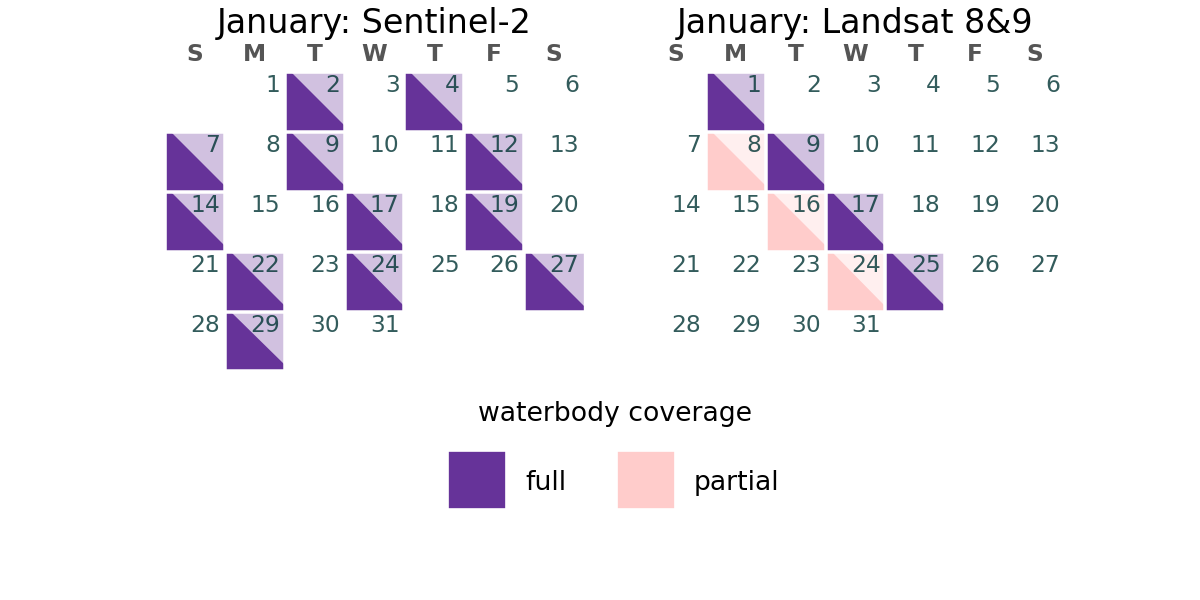 January: Sentinel-2
S M T W T F S
1 2 3 4 5 6
7 8 9 10 11 12 13
14 15 16 17 18 19 20
21 22 23 24 25 26 27
28 29 30 31
January: Landsat 8&9
S M T W T F S
1 2 3 4 5 6
7 8 9 10 11 12 13
14 15 16 17 18 19 20
21 22 23 24 25 26 27
28 29 30 31
waterbody coverage
full partial